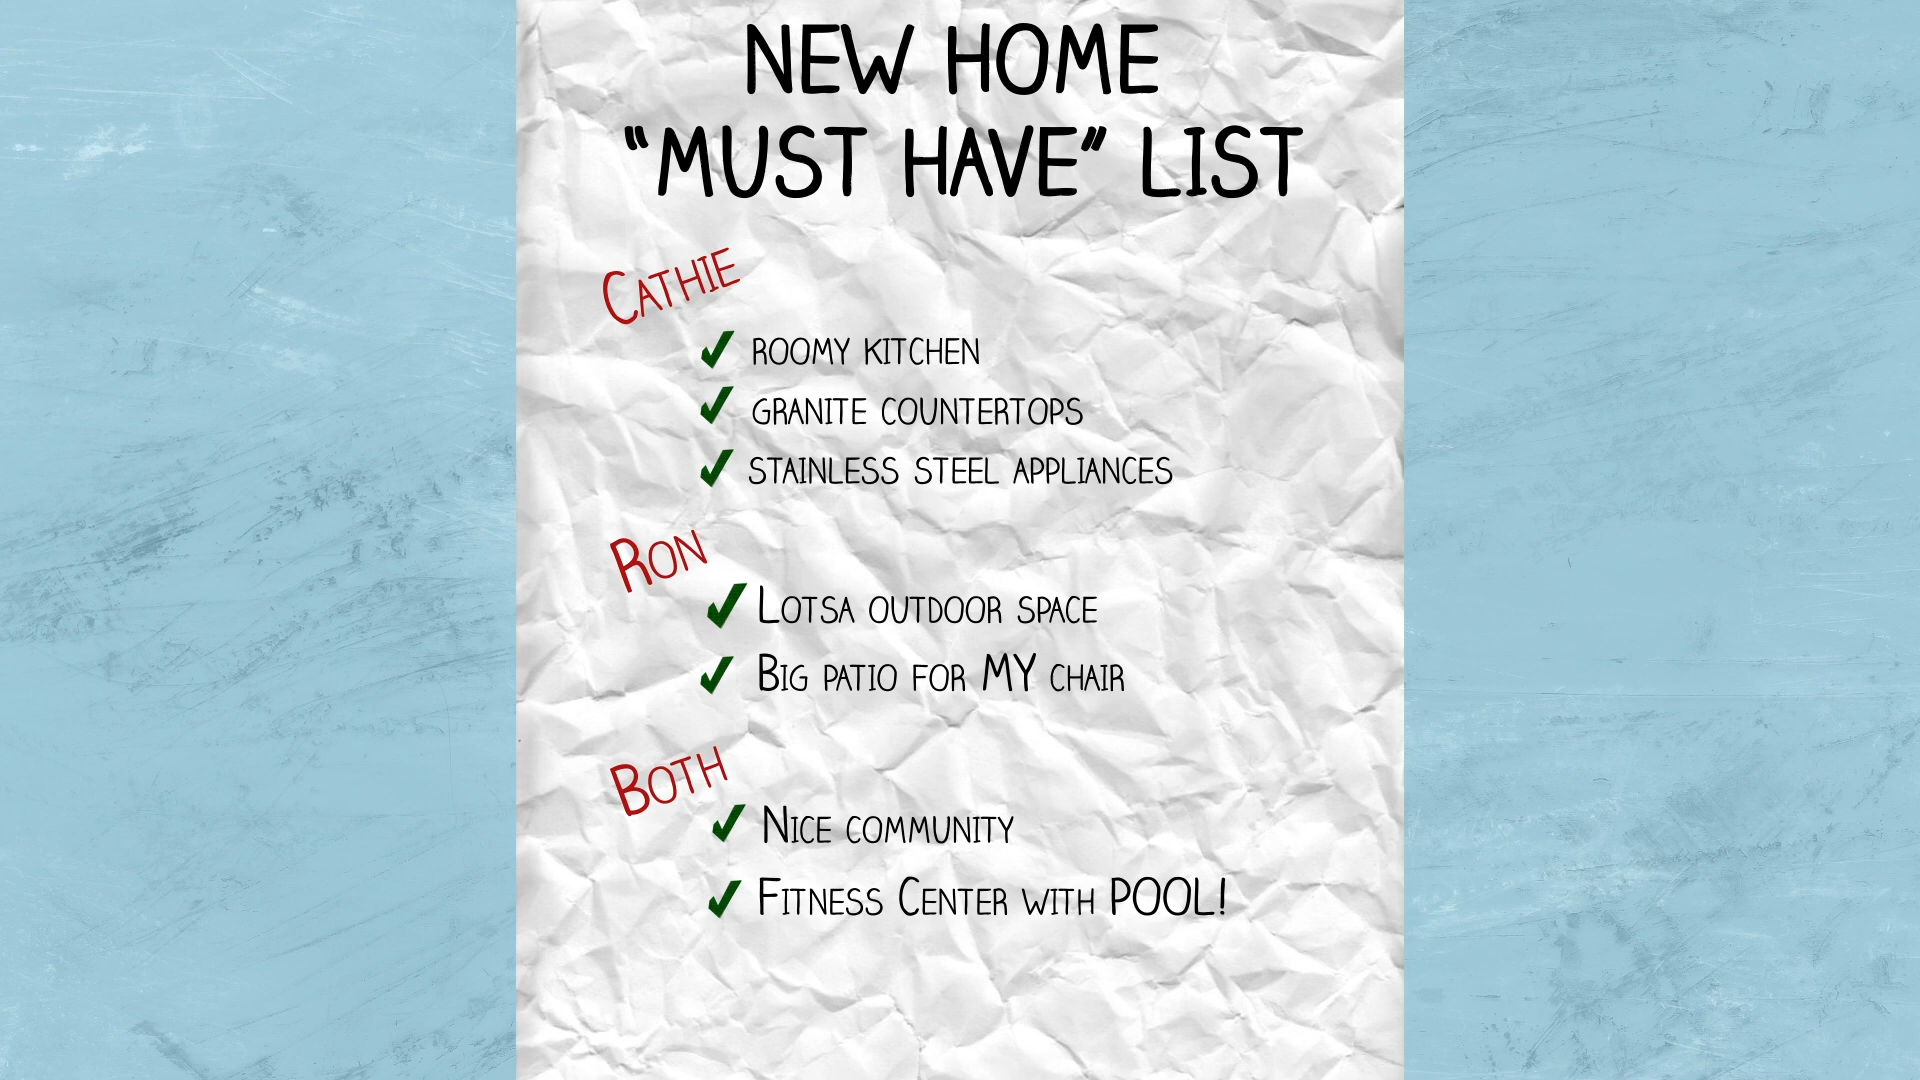 NEW HOME
“MUST HAVE” LIST
CATHIE
✔ ROOMY KITCHEN
✔ GRANITE COUNTERTOPS
✔ STAINLESS STEEL APPLIANCES
RON
✔ LOTSA OUTDOOR SPACE
✔ BIG PATIO FOR MY CHAIR
BOTH
✔ NICE COMMUNITY
✔ FITNESS CENTER WITH POOL!